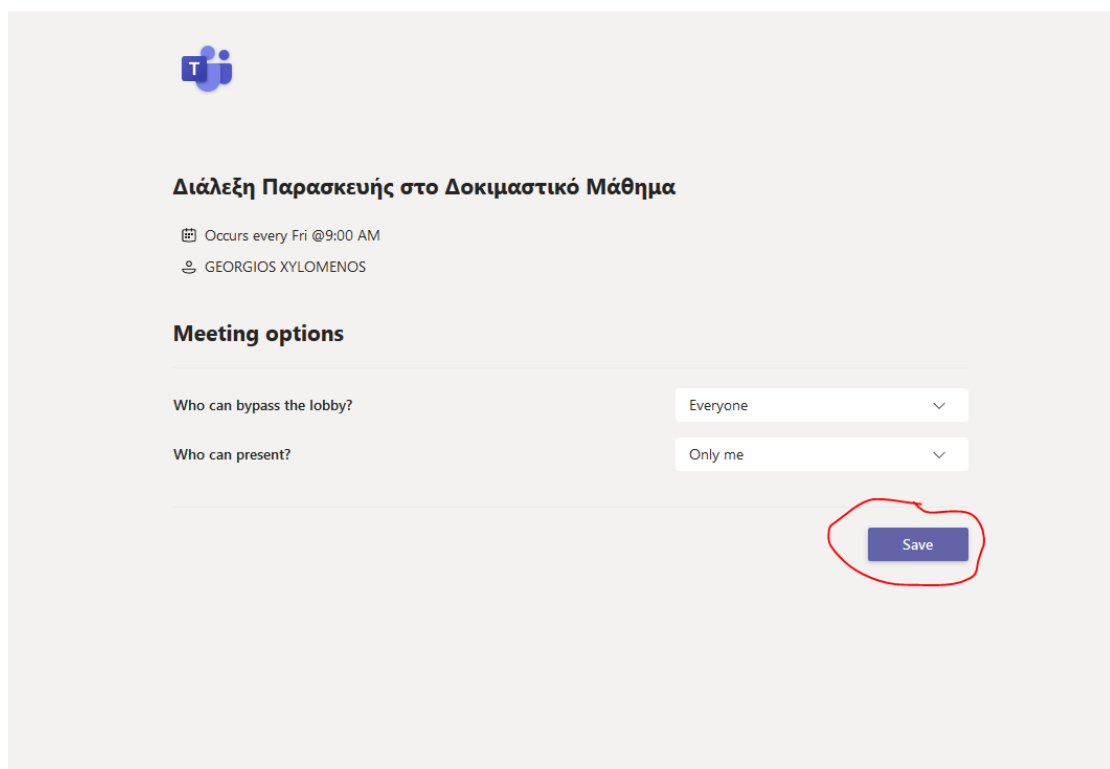 T
Διάλεξη Παρασκευής στο Δοκιμαστικό Μάθημα
Occurs every Fri @9:00 AM
GEORGIOS XYLOMENOS
Meeting options
Who can bypass the lobby? Everyone
Who can present? Only me
Save